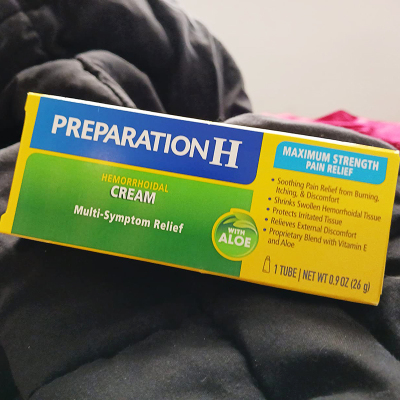 PREPARATION H
HEMORRHOIDAL
CREAM
Multi-Symptom Relief
WITH
ALOE
MAXIMUM STRENGTH
PAIN RELIEF
• Soothing Pain Relief from Burning,
Itching, & Discomfort
• Shrinks Swollen Hemorrhoidal Tissue
• Protects Irritated Tissue
• Relieves External Discomfort
• Proprietary Blend with Vitamin E
and Aloe
1 TUBE | NET WT 0.9 OZ (26 g)